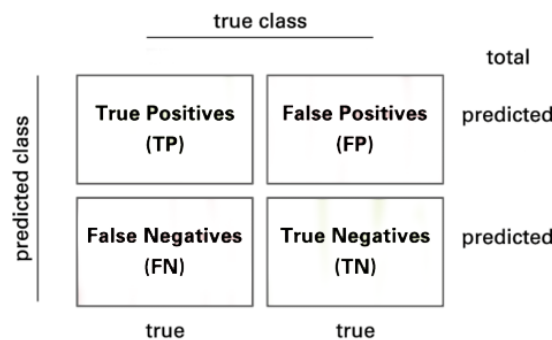 true class
total
predicted class
True Positives
(TP)
False Positives
(FP)
predicted
False Negatives
(FN)
True Negatives
(TN)
predicted
true
true